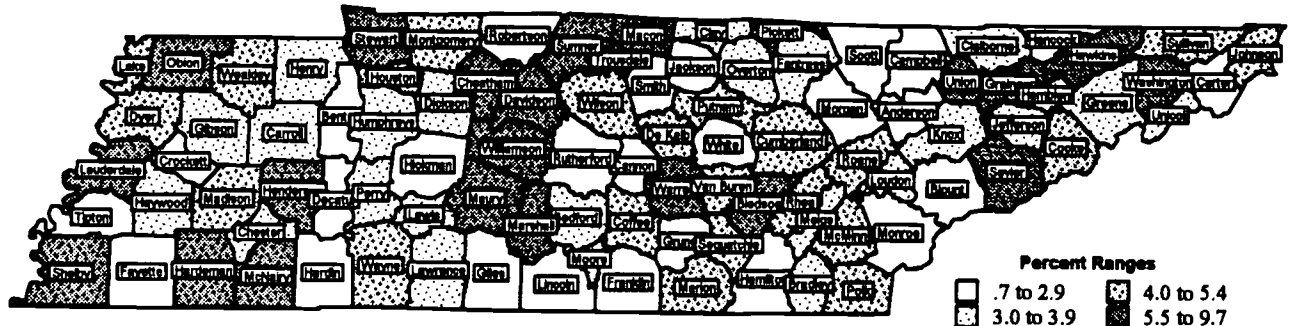 Stewart Montgomery Robertson Sumner Macon Clay Pickett
Lake Obion Weakley Henry Houston Cheatham Trousdale Jackson Overton Fentress Scott Campbell Claiborne Hancock Hawkins Sullivan Johnson
Smith Union Grainger Hamblen Washington Carter
Dyer Gibson Carroll Bent Humphreys Dickson Davidson Wilson Putnam Morgan Anderson Knox Jefferson Greene Unicoi
De Kalb White Cumberland Cocke
Crockett Hickman Williamson Rutherford Cannon Roane
Lauderdale Haywood Madison Henderson Decatur Perry Maury Warren Van Buren Bledsoe Rhea Loudon Blount Sevier
Tipton Chester Lewis Marshall Bedford Coffee Meigs McMinn Monroe
Grundy Sequatchie
Shelby Fayette Hardeman McNairy Hardin Wayne Lawrence Giles Lincoln Moore Franklin Marion Hamilton Bradley Polk
Percent Ranges
.7 to 2.9 4.0 to 5.4
3.0 to 3.9 5.5 to 9.7